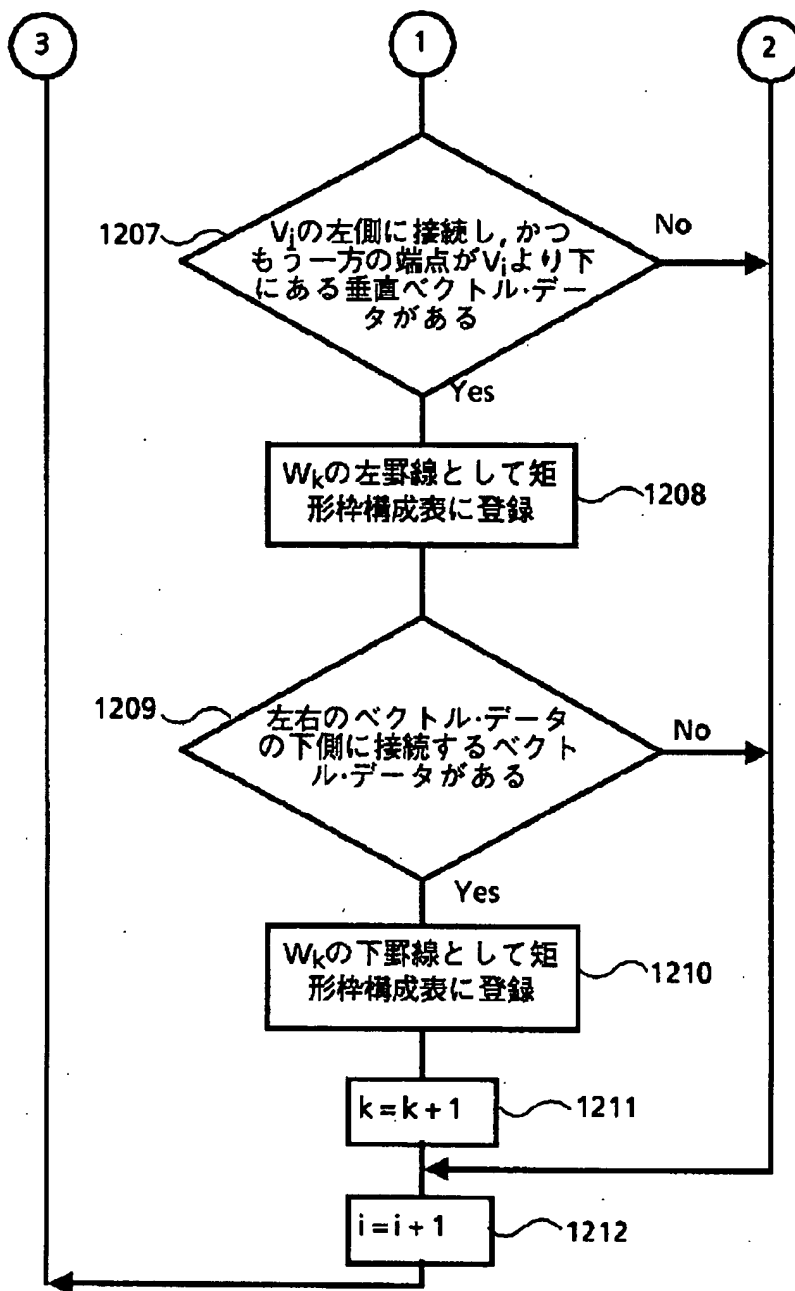 3
1
2
1207
Viの左側に接続し,かつ
もう一方の端点がViより下
にある垂直ベクトル・デー
タがある
No
Yes
Wkの左罫線として矩
形枠構成表に登録
1208
1209
左右のベクトル・データ
の下側に接続するベクト
ル・データがある
No
Yes
Wkの下罫線として矩
形枠構成表に登録
1210
k=k+1
1211
i=i+1
1212